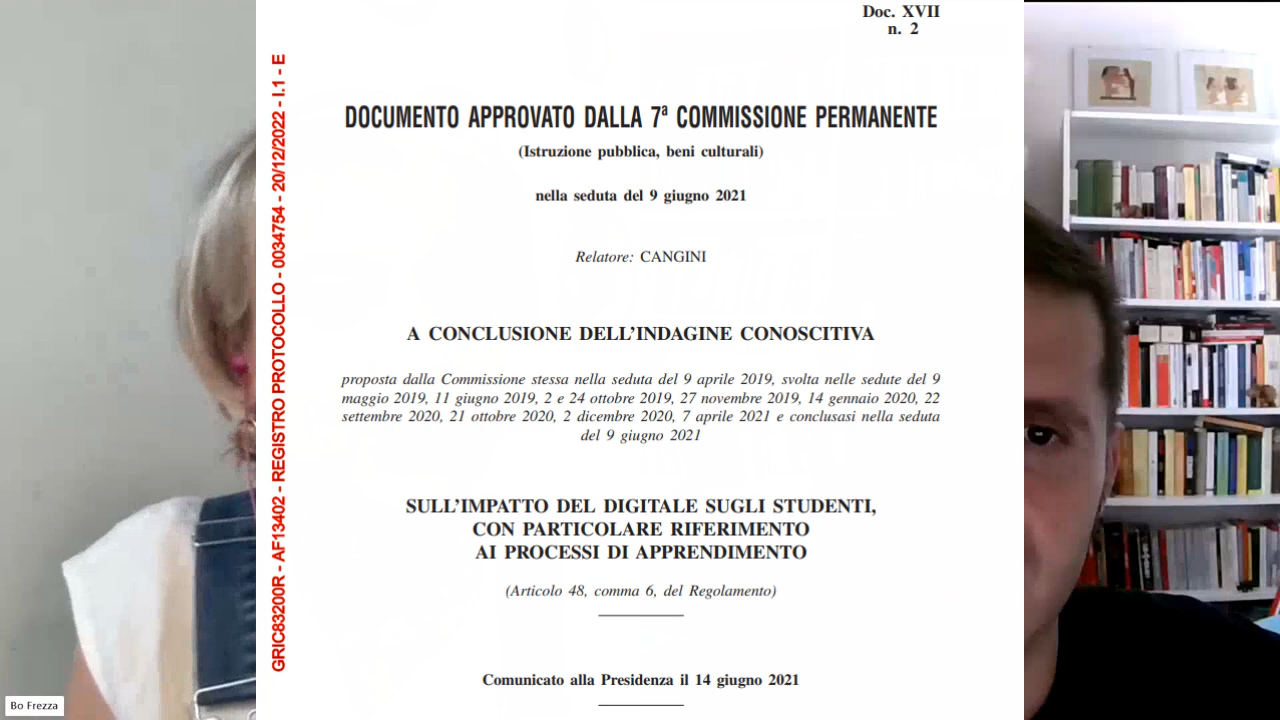 Doc. XVII
n. 2
GRIC83200R - AF13402 - REGISTRO PROTOCOLLO - 0034754 - 20/12/2022 - I.1 - E
DOCUMENTO APPROVATO DALLA 7ª COMMISSIONE PERMANENTE
(Istruzione pubblica, beni culturali)
nella seduta del 9 giugno 2021
Relatore: CANGINI
A CONCLUSIONE DELL'INDAGINE CONOSCITIVA
proposta dalla Commissione stessa nella seduta del 9 aprile 2019, svolta nelle sedute del 9
maggio 2019, 11 giugno 2019, 2 e 24 ottobre 2019, 27 novembre 2019, 14 gennaio 2020, 22
settembre 2020, 21 ottobre 2020, 2 dicembre 2020, 7 aprile 2021 e conclusasi nella seduta
del 9 giugno 2021
SULL'IMPATTO DEL DIGITALE SUGLI STUDENTI,
CON PARTICOLARE RIFERIMENTO
AI PROCESSI DI APPRENDIMENTO
(Articolo 48, comma 6, del Regolamento)
Comunicato alla Presidenza il 14 giugno 2021
Bo Frezza